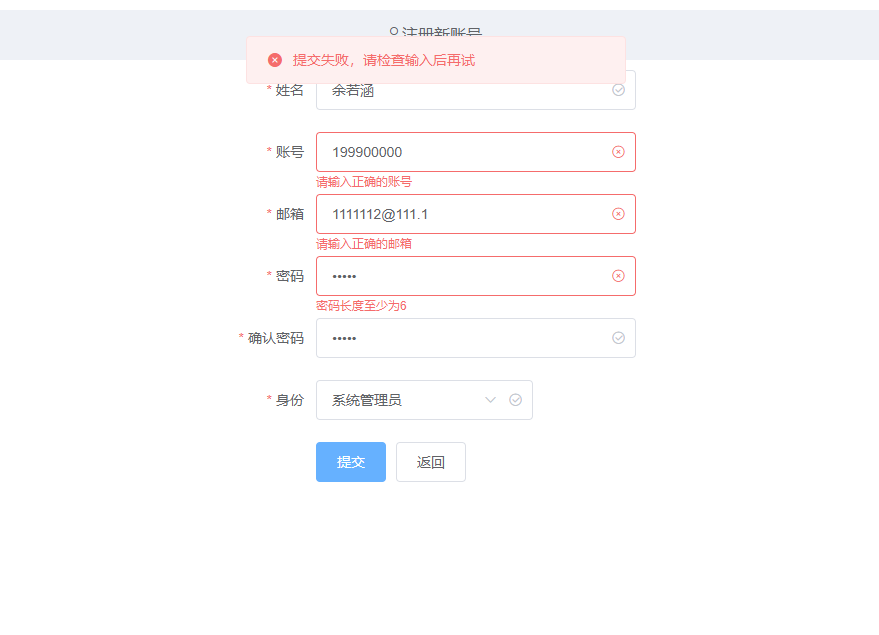 注册新账号
提交失败，请检查输入后再试
* 姓名 余若涵
* 账号 199900000
请输入正确的账号
* 邮箱 1111112@111.1
请输入正确的邮箱
* 密码 •••••
密码长度至少为6
* 确认密码 •••••
* 身份 系统管理员
提交 返回